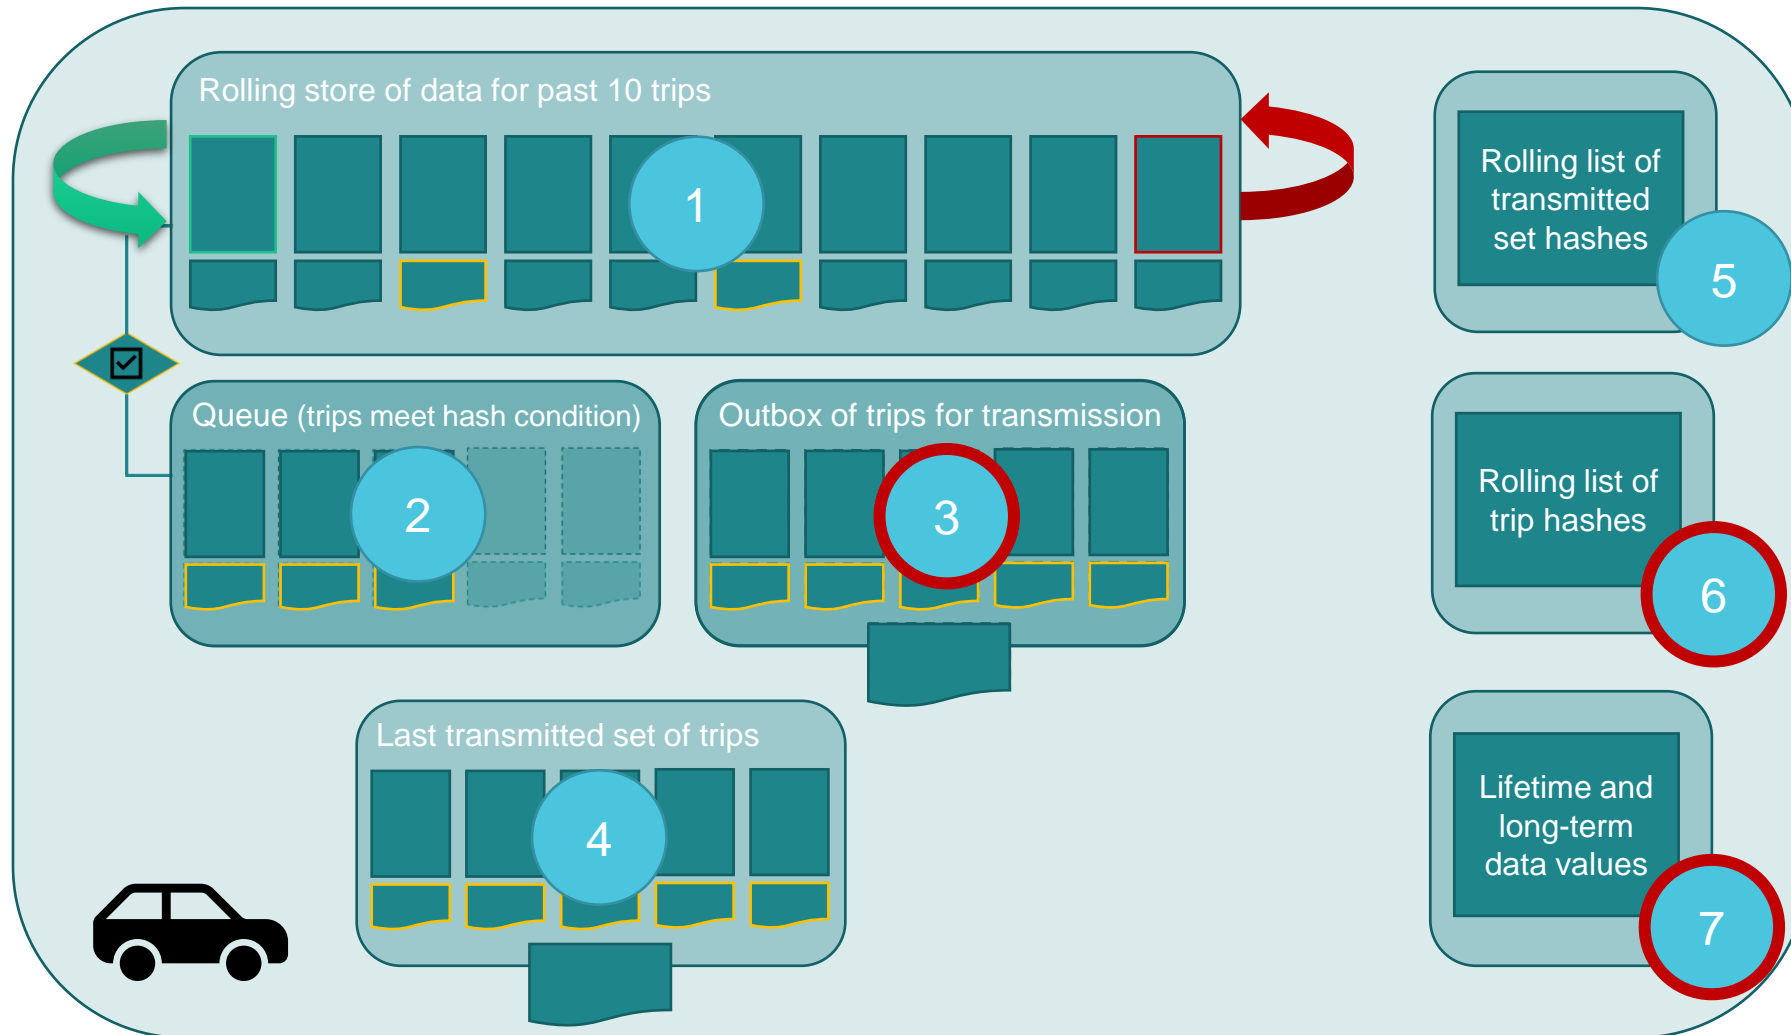 Rolling store of data for past 10 trips
1
Rolling list of
transmitted
set hashes
5
Queue (trips meet hash condition)
2
Outbox of trips for transmission
3
Rolling list of
trip hashes
6
Last transmitted set of trips
4
Lifetime and
long-term
data values
7